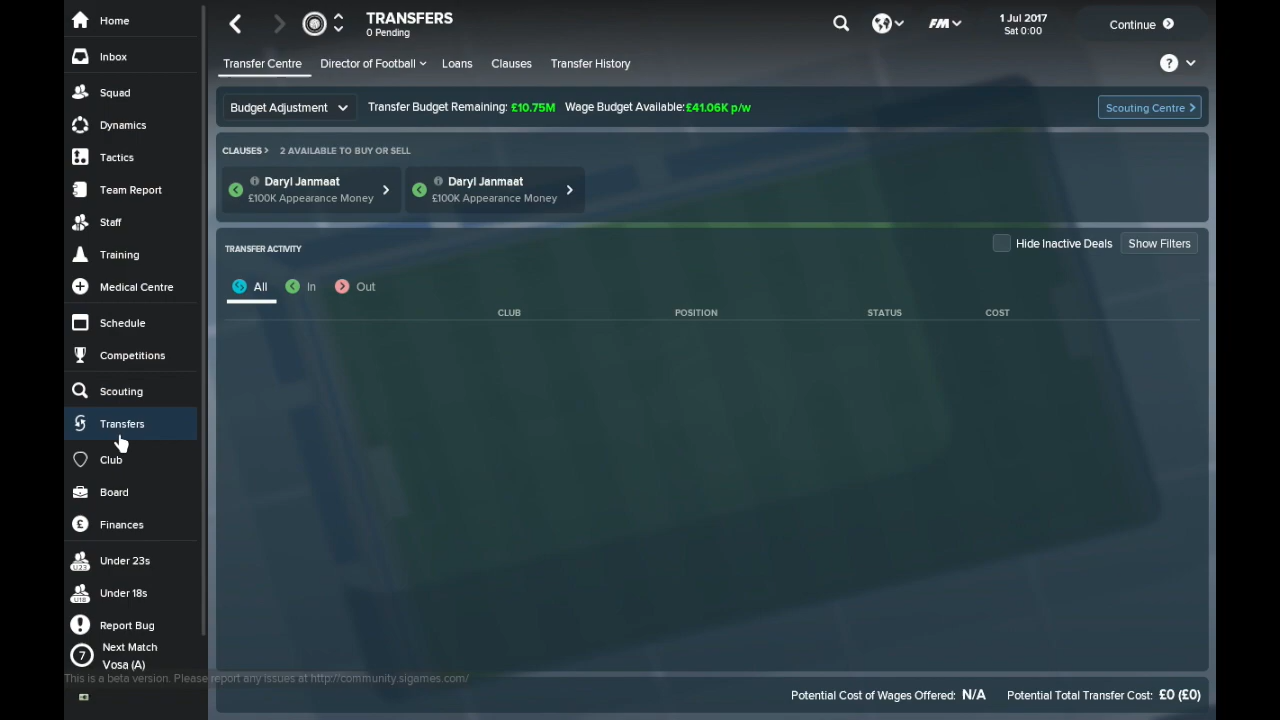 Home
Inbox
Squad
Dynamics
Tactics
Team Report
Staff
Training
Medical Centre
Schedule
Competitions
Scouting
Transfers
Club
Board
Finances
Under 23s
U23
Under 18s
U18
Report Bug
7 Next Match
Vosa (A)
This is a beta version. Please report any issues at http://community.sigames.com/
TRANSFERS
0 Pending
FM
1 Jul 2017
Sat 0:00
Continue
Transfer Centre Director of Football Loans Clauses Transfer History
?
Budget Adjustment Transfer Budget Remaining: £10.75M Wage Budget Available:£41.06K p/w Scouting Centre >
CLAUSES > 2 AVAILABLE TO BUY OR SELL
Daryl Janmaat Daryl Janmaat
£100K Appearance Money £100K Appearance Money
TRANSFER ACTIVITY Hide Inactive Deals Show Filters
All In Out
CLUB POSITION STATUS COST
Potential Cost of Wages Offered: N/A Potential Total Transfer Cost: £0 (£0)